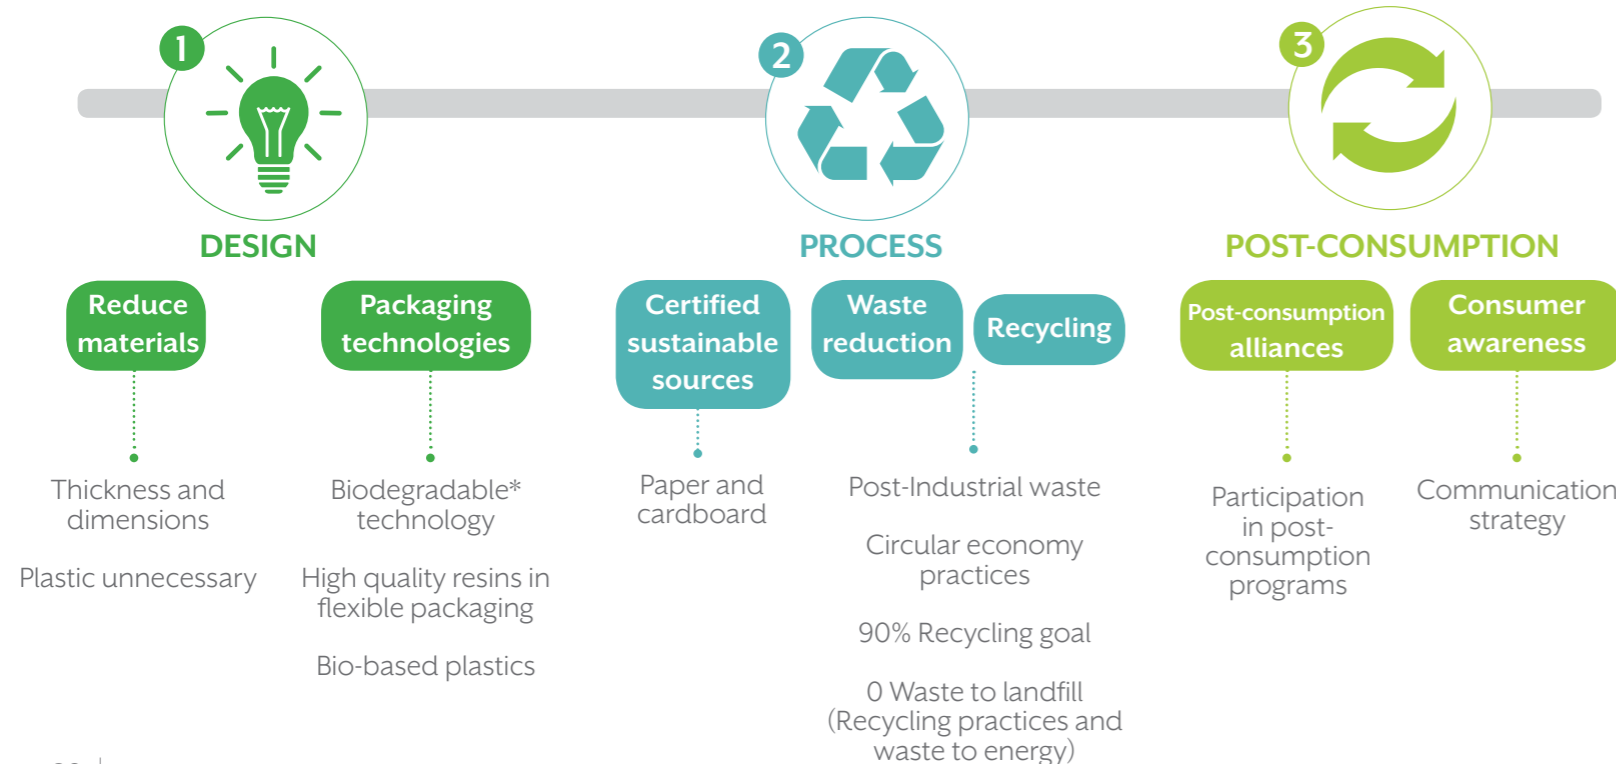 1
DESIGN
Reduce
materials
Thickness and
dimensions
Plastic unnecessary
Packaging
technologies
Biodegradable*
technology
High quality resins in
flexible packaging
Bio-based plastics
2
PROCESS
Certified
sustainable
sources
Paper and
cardboard
Waste
reduction
Recycling
Post-Industrial waste
Circular economy
practices
90% Recycling goal
0 Waste to landfill
(Recycling practices and
waste to energy)
3
POST-CONSUMPTION
Post-consumption
alliances
Participation
in post-
consumption
programs
Consumer
awareness
Communication
strategy